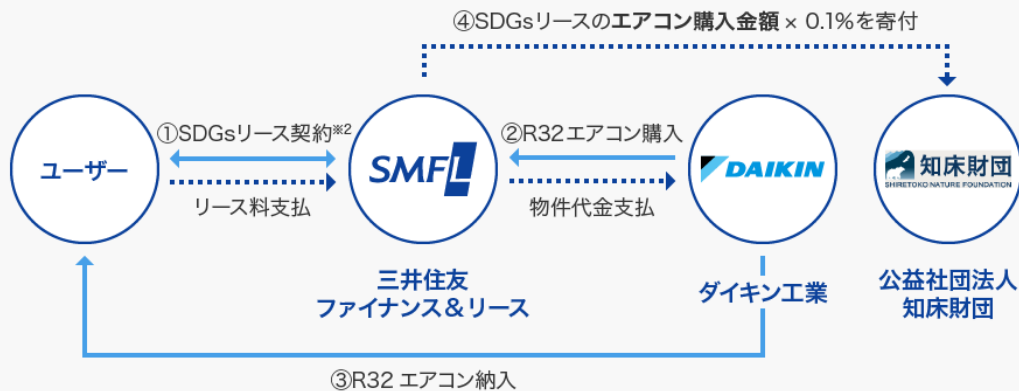 ④SDGsリースのエアコン購入金額 × 0.1%を寄付
①SDGsリース契約※2
②R32エアコン購入
ユーザー
SMFL
DAIKIN
知床財団
SHIRETOKO NATURE FOUNDATION
リース料支払
物件代金支払
三井住友
ファイナンス＆リース
ダイキン工業
公益社団法人
知床財団
③R32 エアコン納入